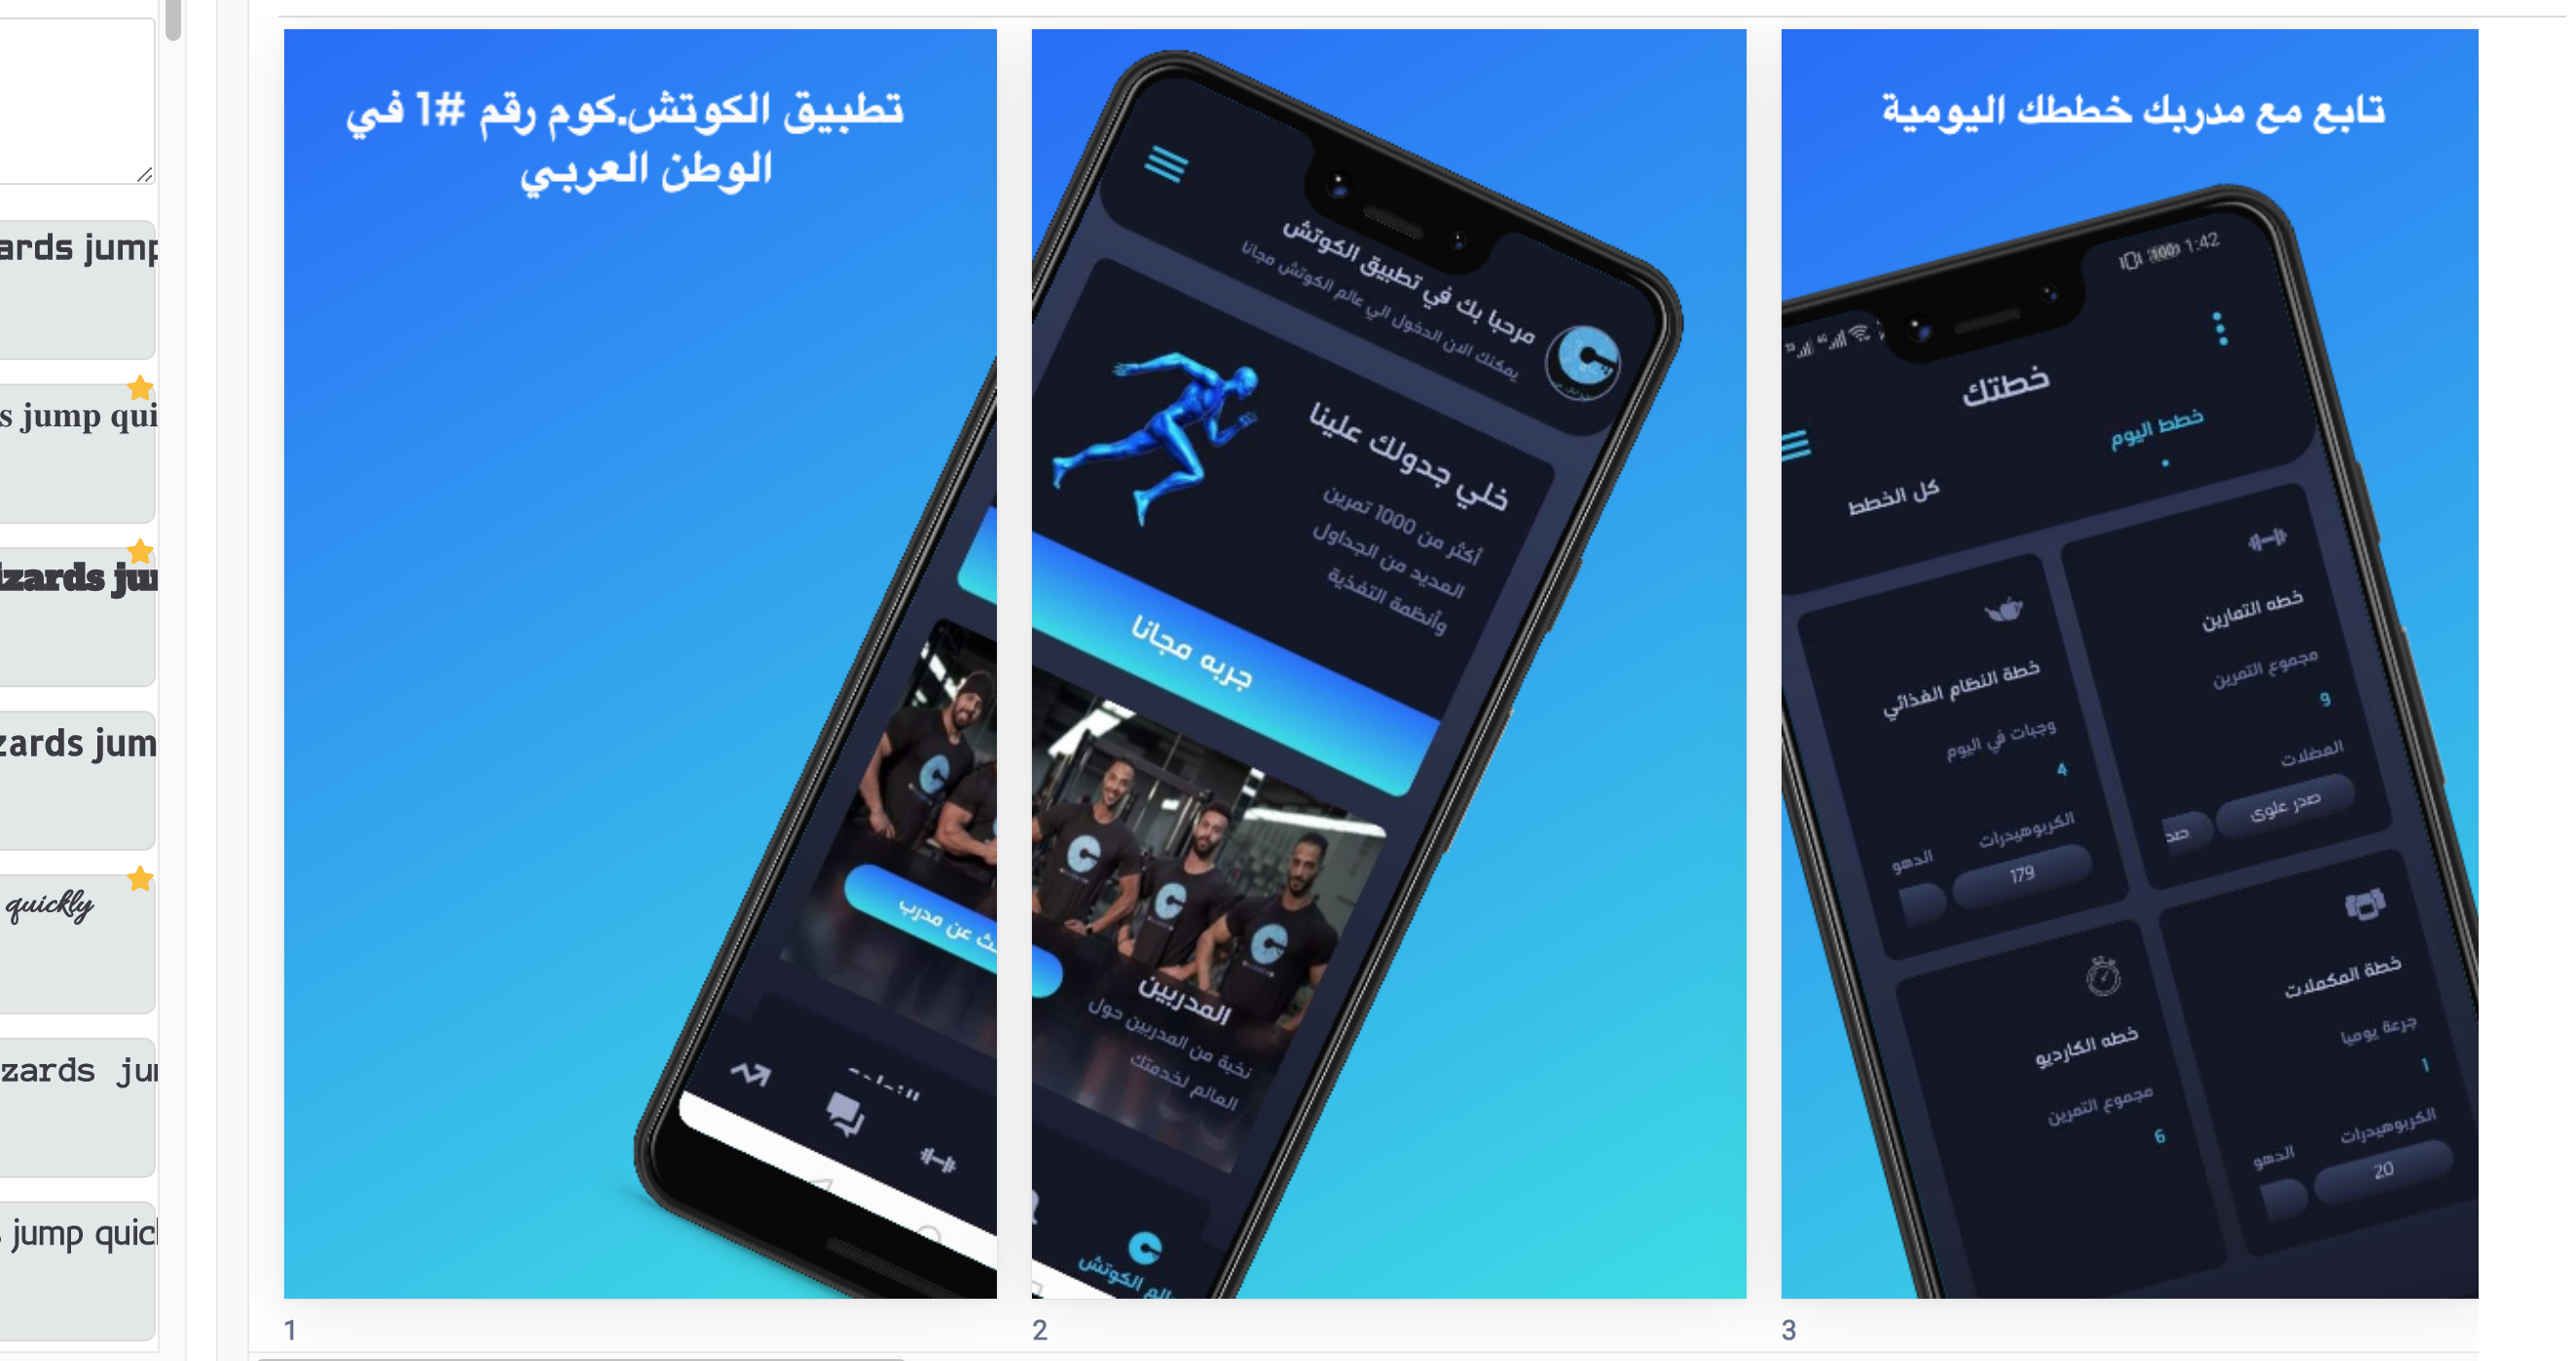 ards jump
s jump qui
izards jur
zards jum
quickly
zards jur
s jump quic
تطبيق الكوتش.كوم رقم #1 في
الوطن العربي
عن مدرب
1
مرحبا بك في تطبيق الكوتش
يمكنك الان الدخول الي عالم الكوتش مجانا
خلي جدولك علينا
أكثر من 1000 تمرين
العديد من الجداول
وأنظمة التغذية
جربه مجانا
المدربين
نخبة من المدربين حول
العالم لخدمتك
الكوتش
2
تابع مع مدربك خططك اليومية
1:42
100
خطتك
خطط اليوم
كل الخطط
خطه التمارين
مجموع التمرين
9
العضلات
صدر علوى
صد
خطة النظام الغذائي
وجبات في اليوم
4
الكربوهيدرات
الدهو
179
خطة المكملات
جرعة يوميا
1
الكربوهيدرات
الدهو
20
خطه الكارديو
مجموع التمرين
6
3